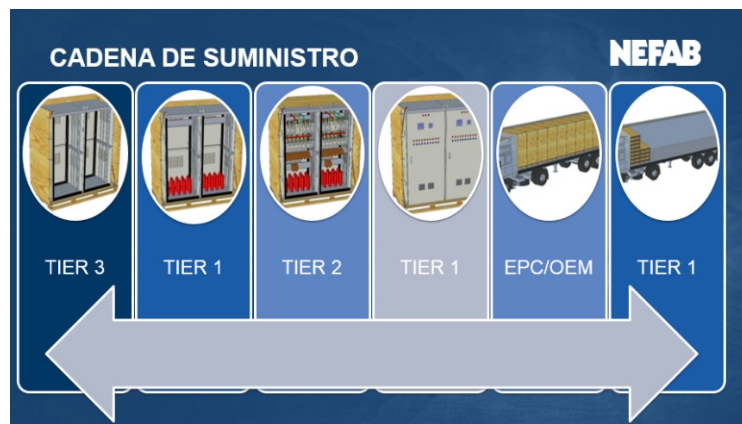 CADENA DE SUMINISTRO
NEFAB
TIER 3
TIER 1
TIER 2
TIER 1
EPC/OEM
TIER 1